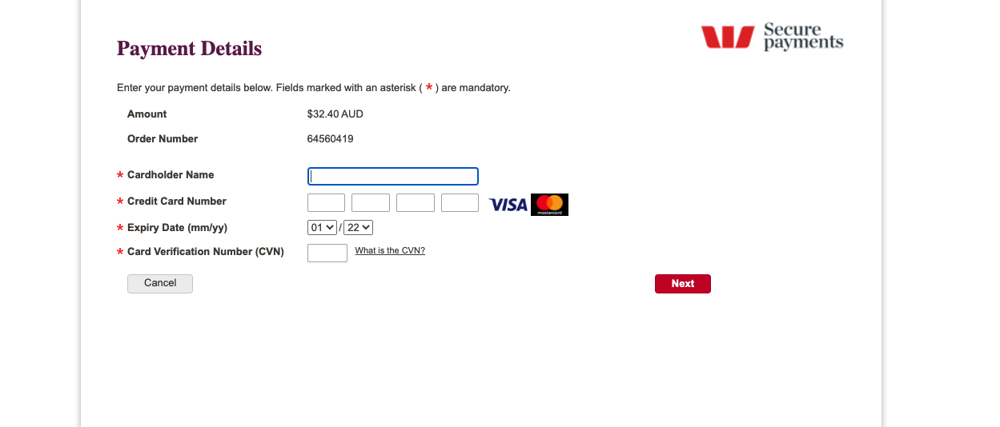 Secure
payments
Payment Details
Enter your payment details below. Fields marked with an asterisk ( * ) are mandatory.
Amount $32.40 AUD
Order Number 64560419
* Cardholder Name
* Credit Card Number VISA mastercard
* Expiry Date (mm/yy) 01 / 22
* Card Verification Number (CVN) What is the CVN?
Cancel Next